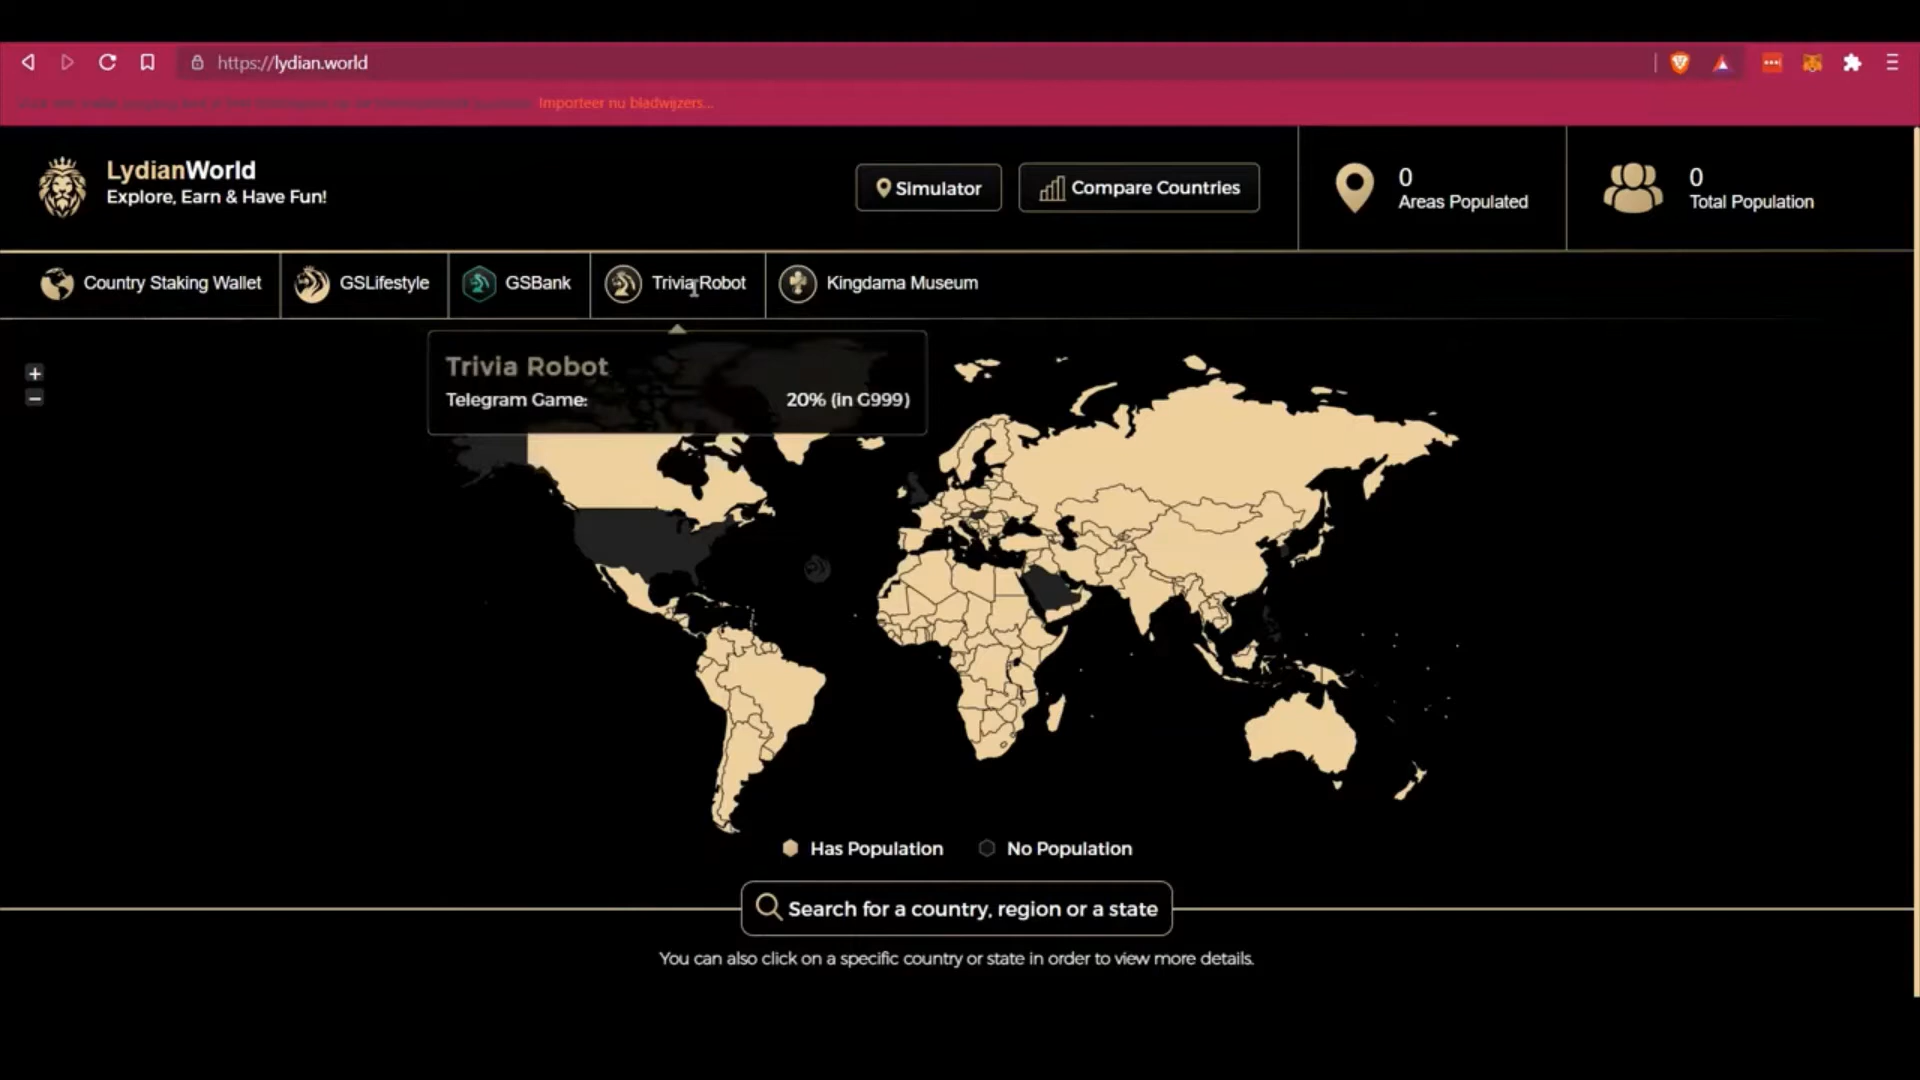 https://lydian.world
Importeer nu bladwijzers...
LydianWorld
Explore, Earn & Have Fun!
Simulator
Compare Countries
0
Areas Populated
0
Total Population
Country Staking Wallet
GSLifestyle
GSBank
Trivia Robot
Kingdama Museum
Trivia Robot
Telegram Game: 20% (in G999)
+
−
Has Population
No Population
Search for a country, region or a state
You can also click on a specific country or state in order to view more details.